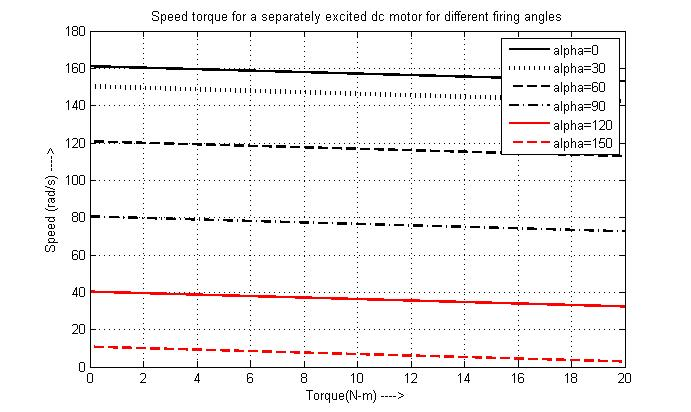 Speed torque for a separately excited dc motor for different firing angles
180
160
140
120
100
80
60
40
20
0
Speed (rad/s) ---->
alpha=0
alpha=30
alpha=60
alpha=90
alpha=120
alpha=150
0 2 4 6 8 10 12 14 16 18 20
Torque(N-m) ---->